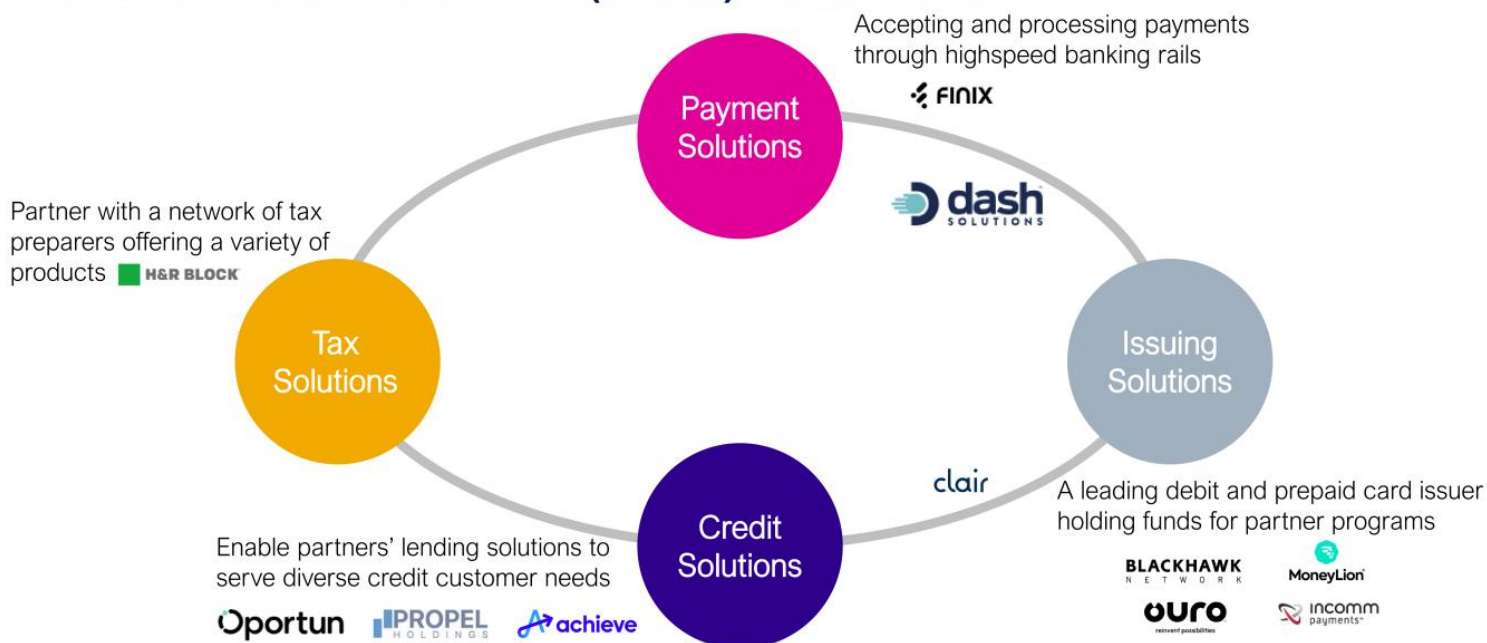 Accepting and processing payments
through highspeed banking rails
FINIX
Payment
Solutions
dash
SOLUTIONS
Partner with a network of tax
preparers offering a variety of
products H&R BLOCK
Tax
Solutions
Issuing
Solutions
clair
A leading debit and prepaid card issuer
holding funds for partner programs
Credit
Solutions
Enable partners’ lending solutions to
serve diverse credit customer needs
BLACKHAWK
NETWORK
MoneyLion
Oportun
PROPEL
HOLDINGS
achieve
ouro
reinvent possibilities
incomm
payments